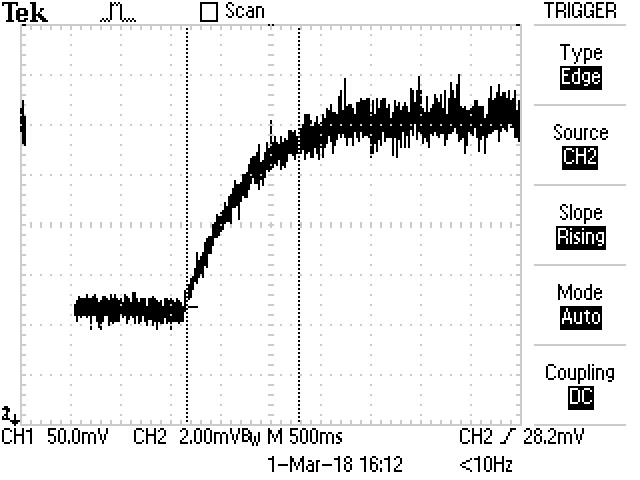 Tek Scan TRIGGER
Type
Edge
Source
CH2
Slope
Rising
Mode
Auto
Coupling
DC
CH1 50.0mV CH2 2.00mVBW M 500ms CH2 28.2mV
1-Mar-18 16:12 <10Hz